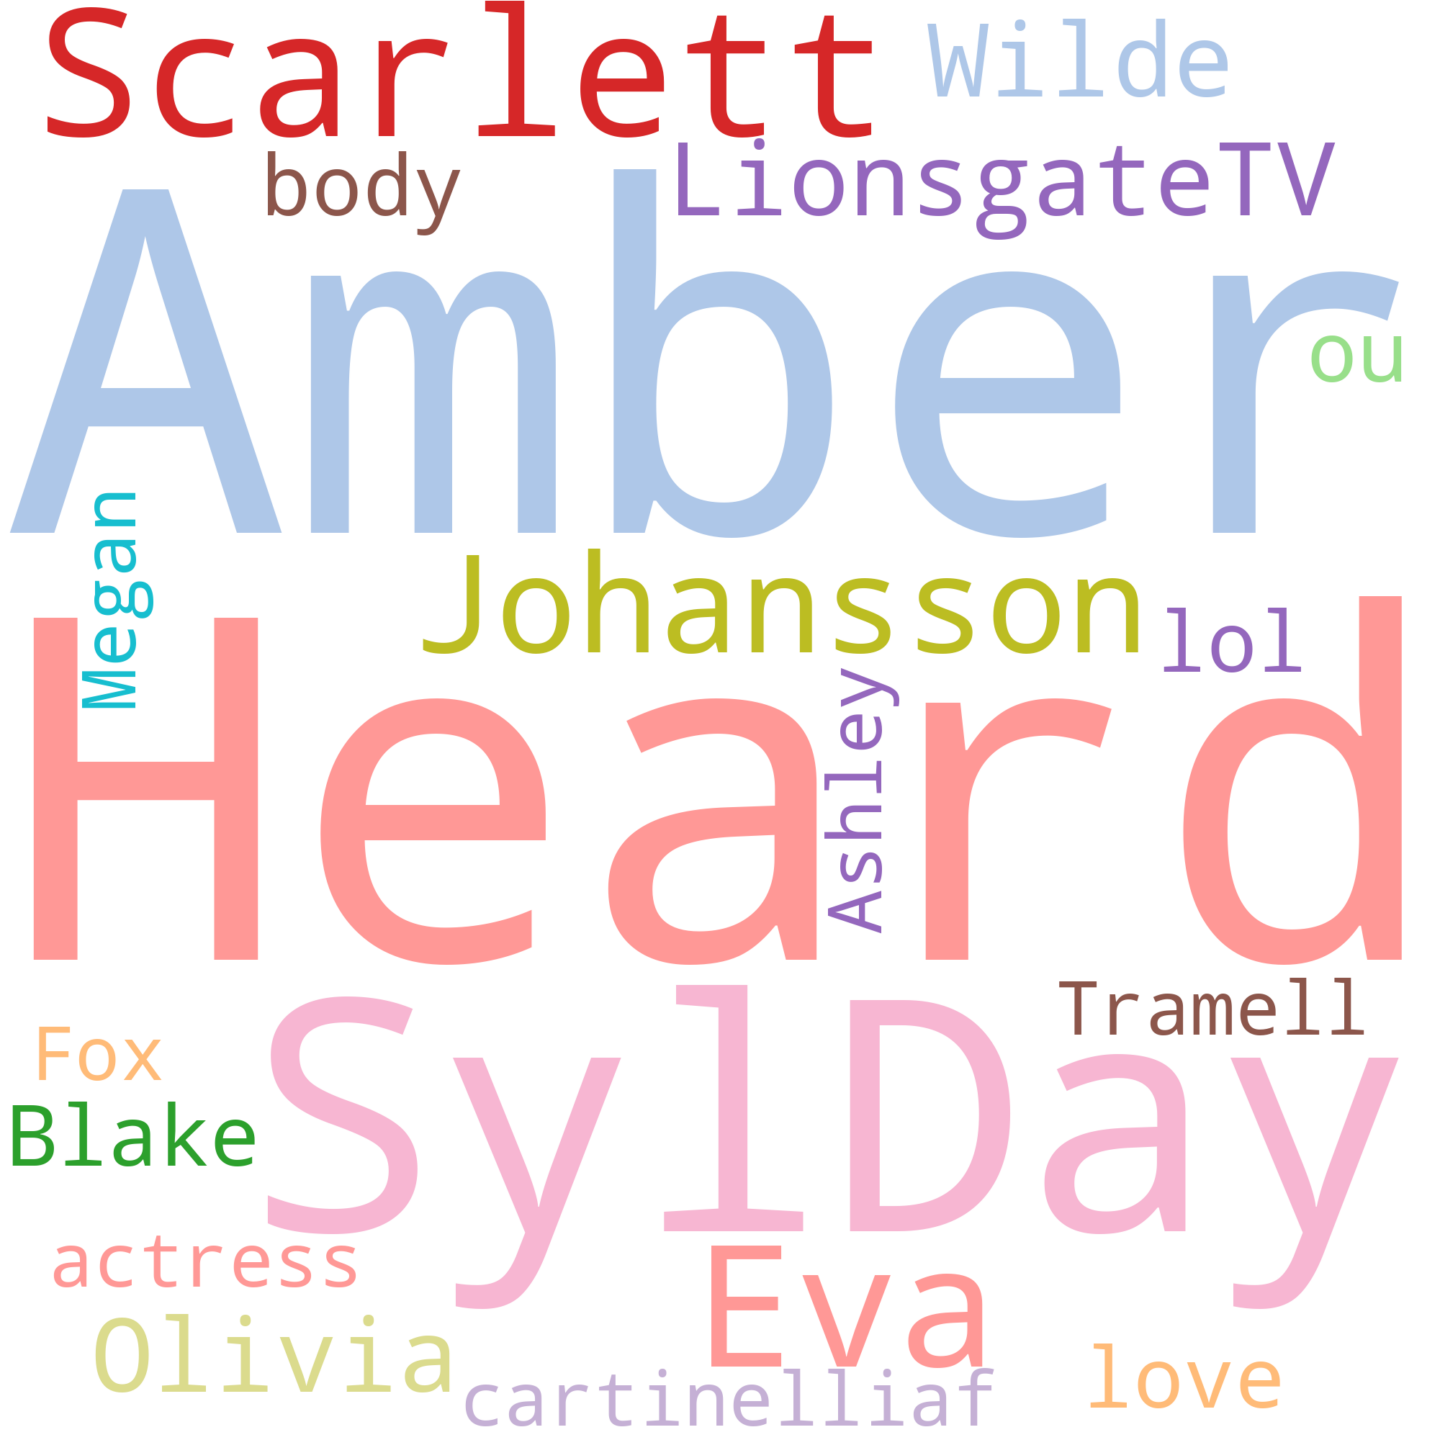 Scarlett
Wilde
body
LionsgateTV
Amber
ou
Megan
Johansson
lol
Heard
Ashley
SylDay
Tramell
Fox
Blake
actress
Eva
Olivia
cartinelliaf
love